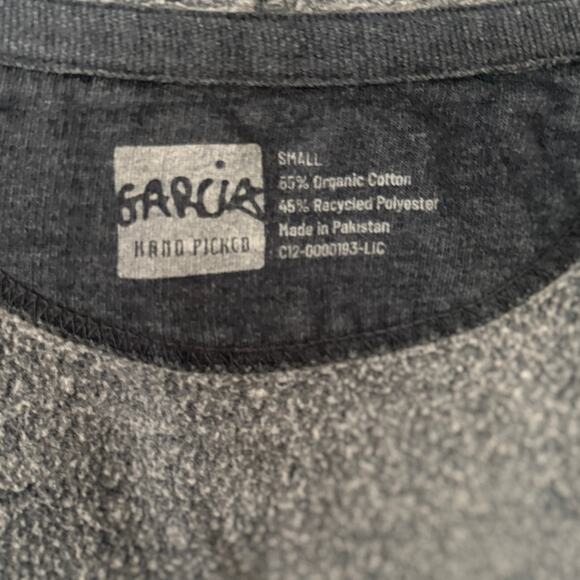 GARCIA
HAND PICKED
SMALL
55% Organic Cotton
45% Recycled Polyester
Made in Pakistan
C12-0000193-LIC